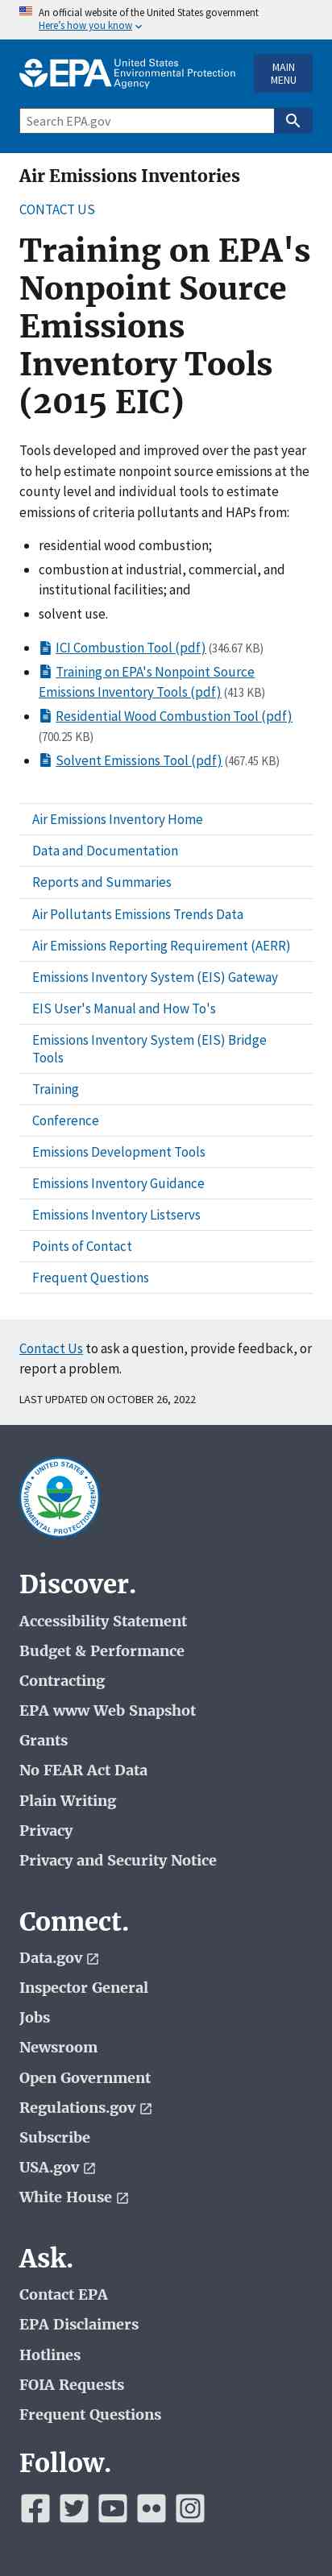 An official website of the United States government
Here's how you know
EPA United States
Environmental Protection
Agency
MAIN
MENU
Search EPA.gov
Air Emissions Inventories
CONTACT US
Training on EPA's
Nonpoint Source
Emissions
Inventory Tools
(2015 EIC)
Tools developed and improved over the past year
to help estimate nonpoint source emissions at the
county level and individual tools to estimate
emissions of criteria pollutants and HAPs from:
residential wood combustion;
combustion at industrial, commercial, and
institutional facilities; and
solvent use.
ICI Combustion Tool (pdf) (346.67 KB)
Training on EPA's Nonpoint Source
Emissions Inventory Tools (pdf) (413 KB)
Residential Wood Combustion Tool (pdf)
(700.25 KB)
Solvent Emissions Tool (pdf) (467.45 KB)
Air Emissions Inventory Home
Data and Documentation
Reports and Summaries
Air Pollutants Emissions Trends Data
Air Emissions Reporting Requirement (AERR)
Emissions Inventory System (EIS) Gateway
EIS User's Manual and How To's
Emissions Inventory System (EIS) Bridge
Tools
Training
Conference
Emissions Development Tools
Emissions Inventory Guidance
Emissions Inventory Listservs
Points of Contact
Frequent Questions
Contact Us to ask a question, provide feedback, or
report a problem.
LAST UPDATED ON OCTOBER 26, 2022
UNITED STATES
ENVIRONMENTAL PROTECTION AGENCY
Discover.
Accessibility Statement
Budget & Performance
Contracting
EPA www Web Snapshot
Grants
No FEAR Act Data
Plain Writing
Privacy
Privacy and Security Notice
Connect.
Data.gov
Inspector General
Jobs
Newsroom
Open Government
Regulations.gov
Subscribe
USA.gov
White House
Ask.
Contact EPA
EPA Disclaimers
Hotlines
FOIA Requests
Frequent Questions
Follow.